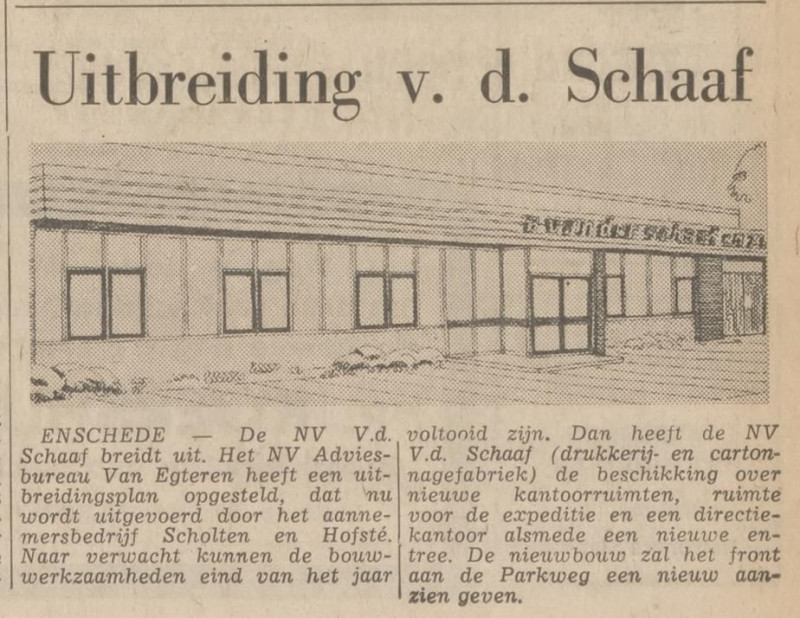 Uitbreiding v. d. Schaaf
van der schaaf
ENSCHEDE — De NV V.d.
Schaaf breidt uit. Het NV Advies-
bureau Van Egteren heeft een uit-
breidingsplan opgesteld, dat nu
wordt uitgevoerd door het aanne-
mersbedrijf Scholten en Hofsté.
Naar verwacht kunnen de bouw-
werkzaamheden eind van het jaar
voltooid zijn. Dan heeft de NV
V.d. Schaaf (drukkerij- en carton-
nagefabriek) de beschikking over
nieuwe kantoorruimten, ruimte
voor de expeditie en een directie-
kantoor alsmede een nieuwe en-
tree. De nieuwbouw zal het front
aan de Parkweg een nieuw aan-
zien geven.